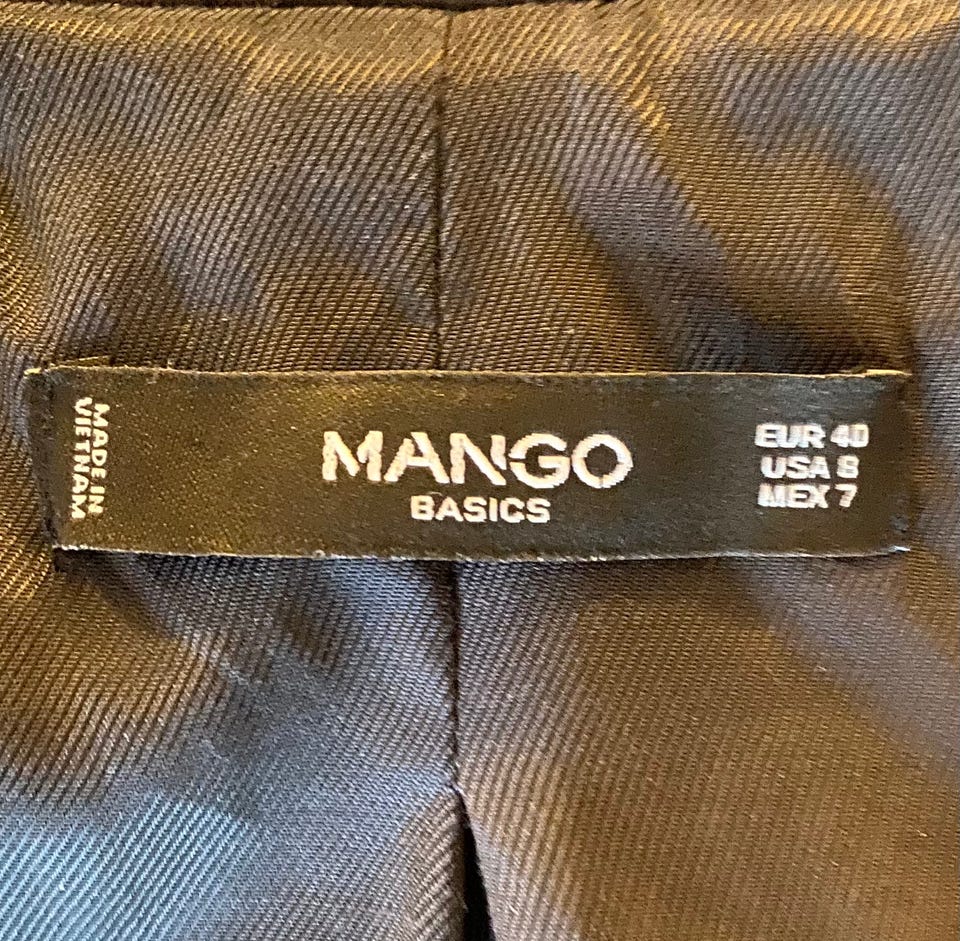 MADE IN
VIETNAM
MANGO
BASICS
EUR 40
USA 8
MEX 7